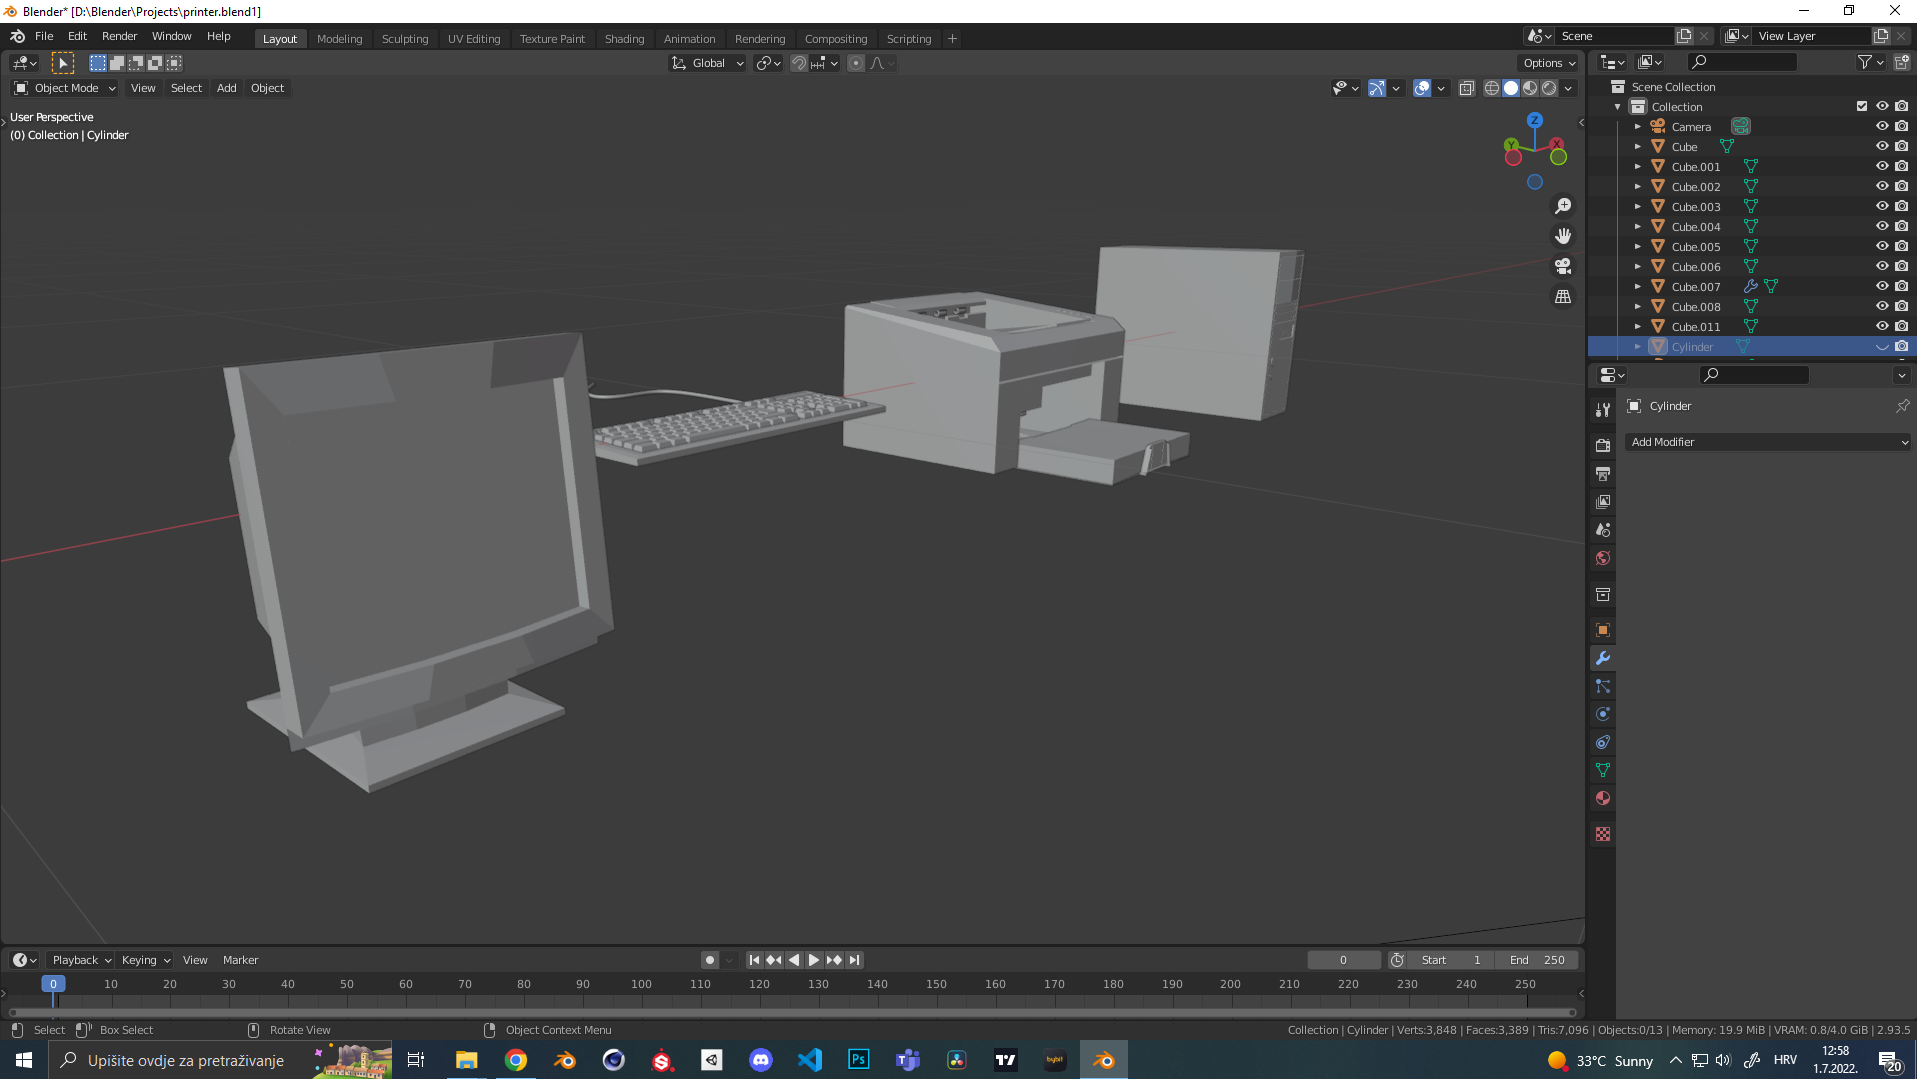 Blender* [D:\Blender\Projects\printer.blend1]
File Edit Render Window Help
Layout Modeling Sculpting UV Editing Texture Paint Shading Animation Rendering Compositing Scripting +
Scene
View Layer
Global
Options
Object Mode View Select Add Object
User Perspective
(0) Collection | Cylinder
Z
Y
X
Scene Collection
Collection
Camera
Cube
Cube.001
Cube.002
Cube.003
Cube.004
Cube.005
Cube.006
Cube.007
Cube.008
Cube.011
Cylinder
Cylinder
Add Modifier
Playback Keying View Marker
0
Start 1
End 250
0 10 20 30 40 50 60 70 80 90 100 110 120 130 140 150 160 170 180 190 200 210 220 230 240 250
Select Box Select Rotate View Object Context Menu
Collection | Cylinder | Verts:3,848 | Faces:3,389 | Tris:7,096 | Objects:0/13 | Memory: 19.9 MiB | VRAM: 0.8/4.0 GiB | 2.93.5
Upišite ovdje za pretraživanje
Ps
bybit
33°C Sunny
HRV
12:58
1.7.2022.
20